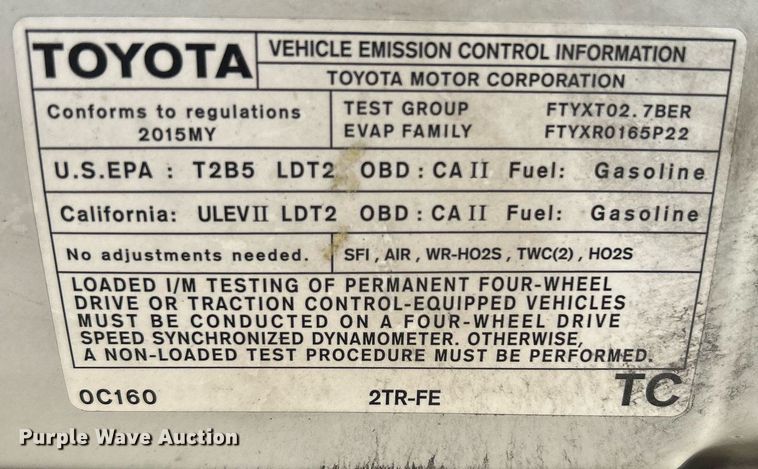 TOYOTA
VEHICLE EMISSION CONTROL INFORMATION
TOYOTA MOTOR CORPORATION
Conforms to regulations
2015MY
TEST GROUP FTYXT02.7BER
EVAP FAMILY FTYXR0165P22
U.S.EPA : T2B5 LDT2 OBD : CA II Fuel: Gasoline
California: ULEV II LDT2 OBD : CA II Fuel: Gasoline
No adjustments needed. SFI , AIR , WR-HO2S , TWC(2) , HO2S
LOADED I/M TESTING OF PERMANENT FOUR-WHEEL
DRIVE OR TRACTION CONTROL-EQUIPPED VEHICLES
MUST BE CONDUCTED ON A FOUR-WHEEL DRIVE
SPEED SYNCHRONIZED DYNAMOMETER. OTHERWISE,
A NON-LOADED TEST PROCEDURE MUST BE PERFORMED.
0C160 2TR-FE TC
Purple Wave Auction